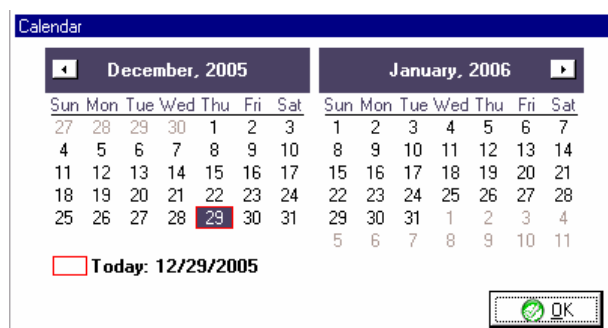 Calendar
December, 2005
Sun Mon Tue Wed Thu Fri Sat
27 28 29 30 1 2 3
4 5 6 7 8 9 10
11 12 13 14 15 16 17
18 19 20 21 22 23 24
25 26 27 28 29 30 31
January, 2006
Sun Mon Tue Wed Thu Fri Sat
1 2 3 4 5 6 7
8 9 10 11 12 13 14
15 16 17 18 19 20 21
22 23 24 25 26 27 28
29 30 31 1 2 3 4
5 6 7 8 9 10 11
Today: 12/29/2005
OK